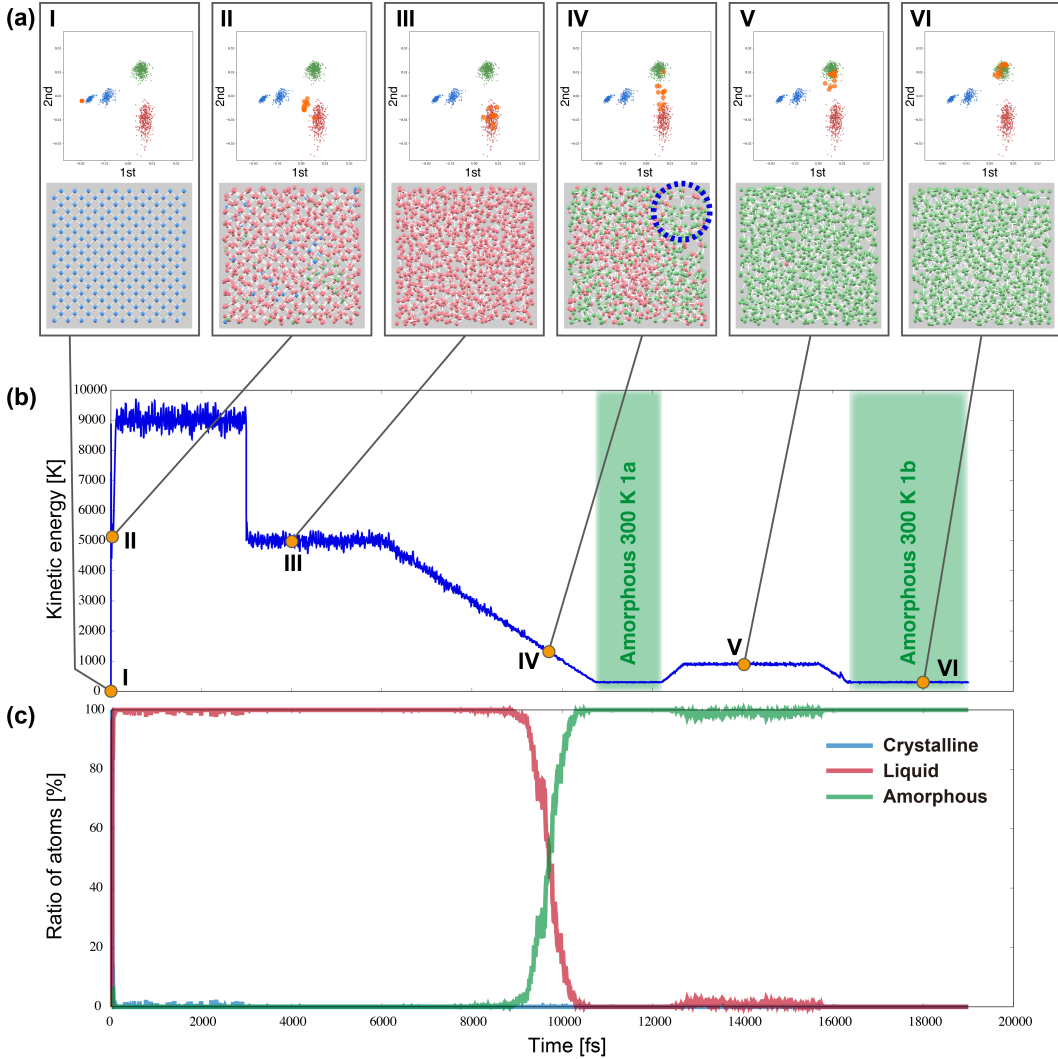 (a)
I
II
III
IV
V
VI
2nd
2nd
2nd
2nd
2nd
2nd
1st
1st
1st
1st
1st
1st
(b)
Kinetic energy [K]
10000
9000
8000
7000
6000
5000
4000
3000
2000
1000
0
I
II
III
IV
V
VI
Amorphous 300 K 1a
Amorphous 300 K 1b
(c)
Ratio of atoms [%]
100
80
60
40
20
0
Crystalline
Liquid
Amorphous
0
2000
4000
6000
8000
10000
12000
14000
16000
18000
20000
Time [fs]